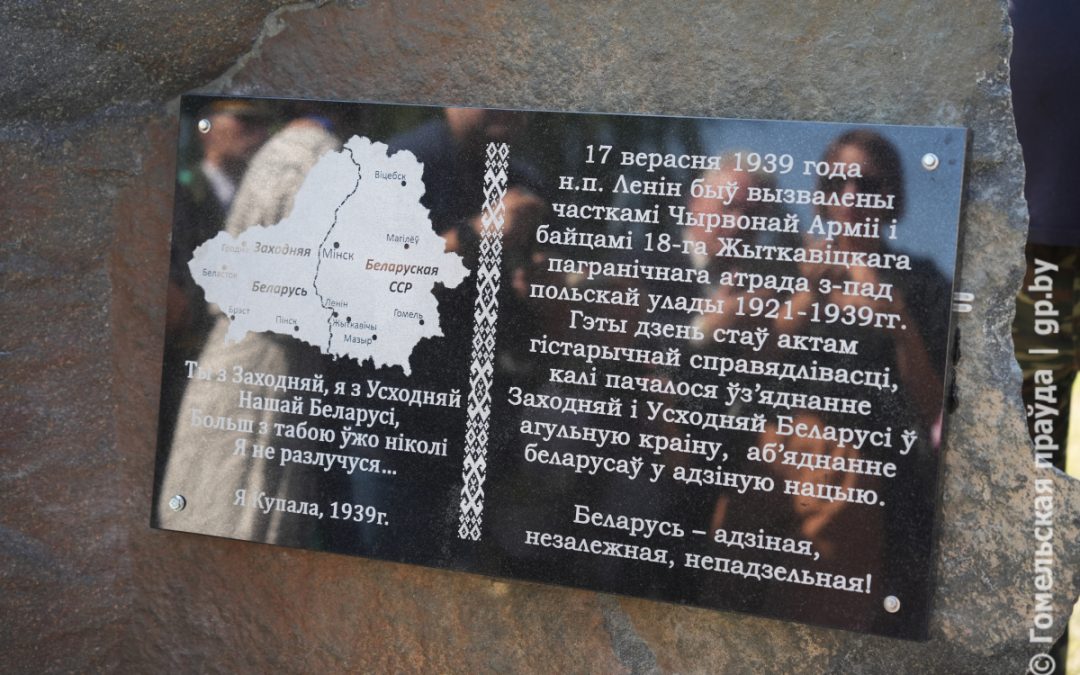 Віцебск
Гродна
Заходняя
Мінск
Магілёў
Беларуская
ССР
Беласток
Беларусь
Брэст
Пінск
Ленін
Жыткавічы
Гомель
Мазыр
Ты з Заходняй, я з Усходняй
Нашай Беларусі,
Больш з табою ўжо ніколі
Я не разлучуся...
Я Купала, 1939г.
17 верасня 1939 года
н.п. Ленін быў вызвалены
часткамі Чырвонай Арміі і
байцамі 18-га Жыткавіцкага
пагранічнага атрада з-пад
польскай улады 1921-1939гг.
Гэты дзень стаў актам
гістарычнай справядлівасці,
калі пачалося ўз’яднанне
Заходняй і Усходняй Беларусі ў
агульную краіну, аб’яднанне
беларусаў у адзіную нацыю.
Беларусь – адзіная,
незалежная, непадзельная!
© Гомельская праўда | gp.by